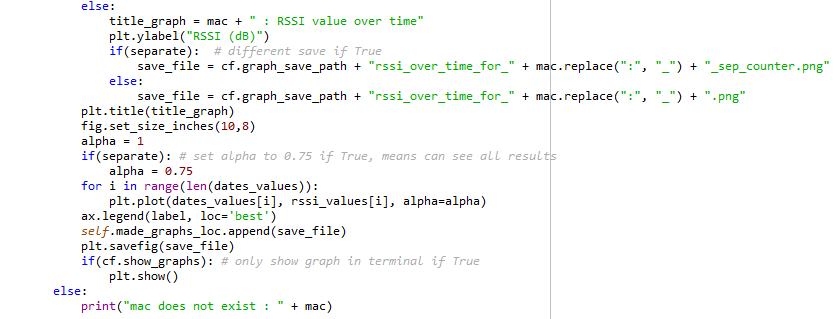 else:
title_graph = mac + " : RSSI value over time"
plt.ylabel("RSSI (dB)")
if(separate):  # different save if True
save_file = cf.graph_save_path + "rssi_over_time_for_" + mac.replace(":", "_") + "_sep_counter.png"
else:
save_file = cf.graph_save_path + "rssi_over_time_for_" + mac.replace(":", "_") + ".png"
plt.title(title_graph)
fig.set_size_inches(10,8)
alpha = 1
if(separate): # set alpha to 0.75 if True, means can see all results
alpha = 0.75
for i in range(len(dates_values)):
plt.plot(dates_values[i], rssi_values[i], alpha=alpha)
ax.legend(label, loc='best')
self.made_graphs_loc.append(save_file)
plt.savefig(save_file)
if(cf.show_graphs): # only show graph in terminal if True
plt.show()
else:
print("mac does not exist : " + mac)